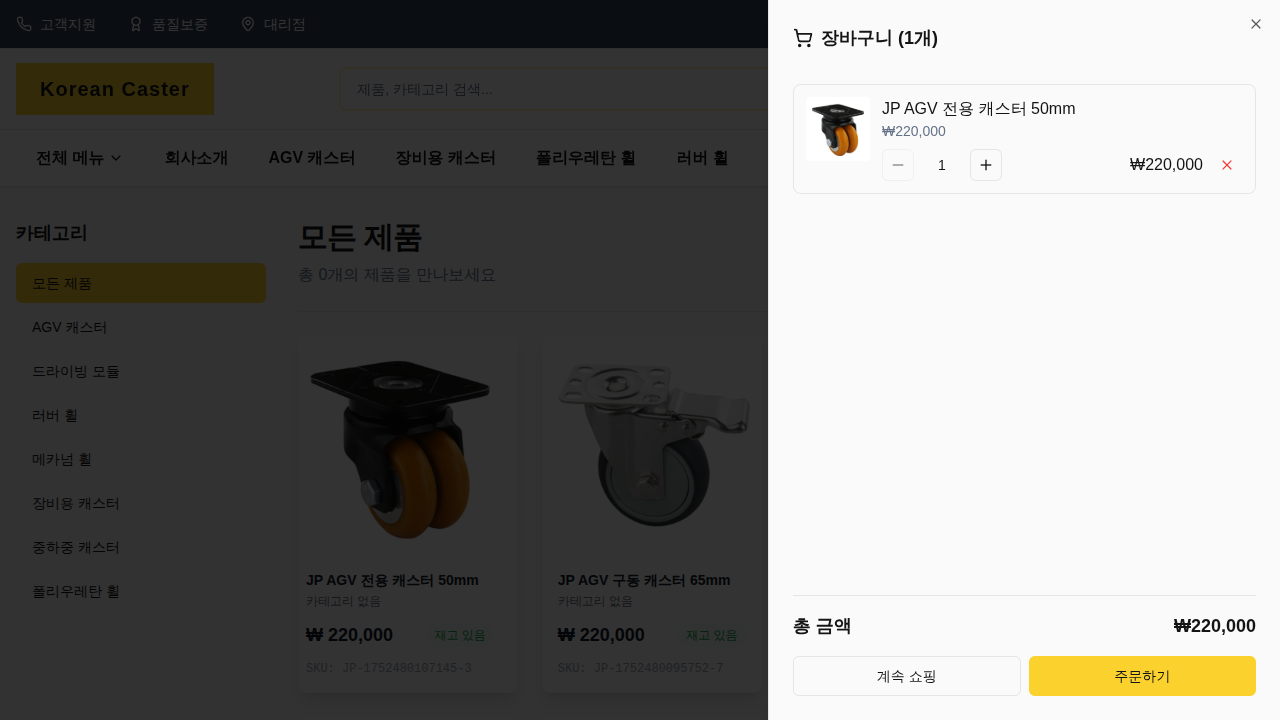 고객지원 품질보증 대리점
Korean Caster
제품, 카테고리 검색...
전체 메뉴 회사소개 AGV 캐스터 장비용 캐스터 폴리우레탄 휠 러버 휠
카테고리
모든 제품
AGV 캐스터
드라이빙 모듈
러버 휠
메카넘 휠
장비용 캐스터
중하중 캐스터
폴리우레탄 휠
모든 제품
총 0개의 제품을 만나보세요
JP AGV 전용 캐스터 50mm
카테고리 없음
₩ 220,000 재고 있음
SKU: JP-1752480107145-3
JP AGV 구동 캐스터 65mm
카테고리 없음
₩ 220,000 재고 있음
SKU: JP-1752480095752-7
장바구니 (1개)
JP AGV 전용 캐스터 50mm
₩220,000
1 ₩220,000
총 금액 ₩220,000
계속 쇼핑 주문하기